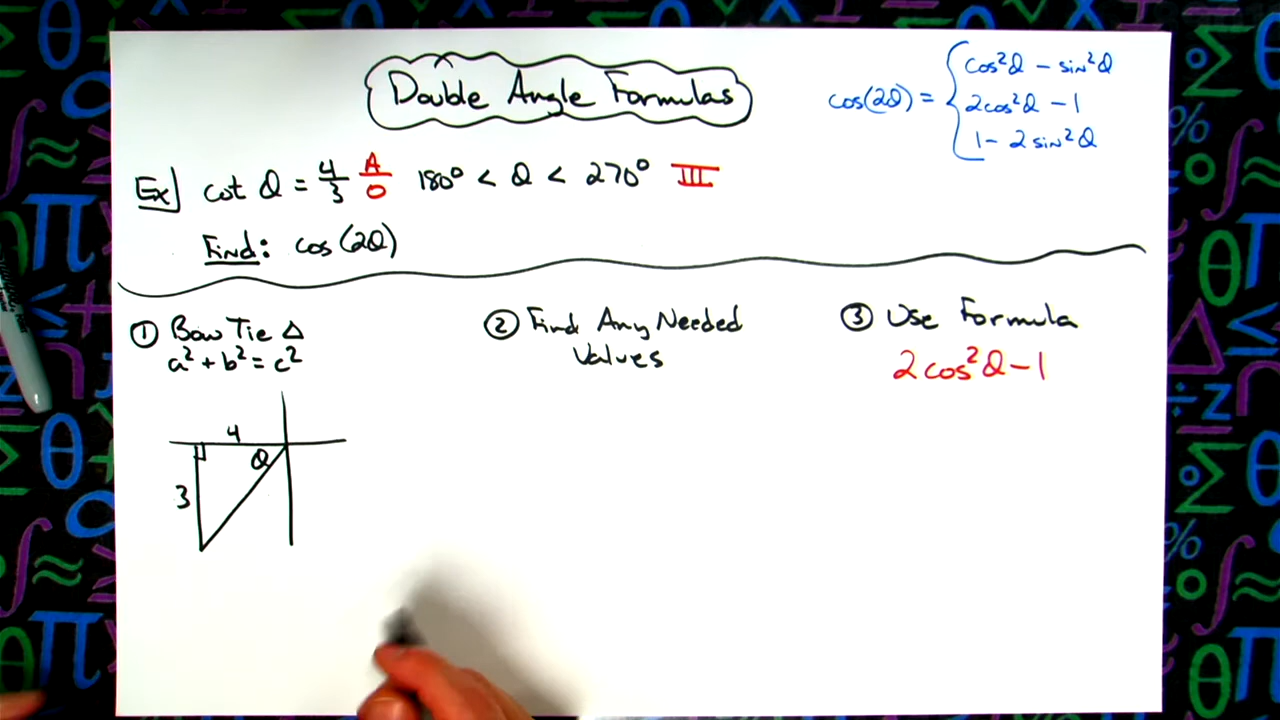 Double Angle Formulas
cos(2θ) = { cos²θ - sin²θ
2cos²θ - 1
1 - 2 sin²θ
Ex] cot θ = 4/3 A/O 180° < θ < 270° III
Find: cos(2θ)
① Bow Tie △
a² + b² = c²
4
θ
3
② Find Any Needed
Values
③ Use Formula
2cos²θ - 1